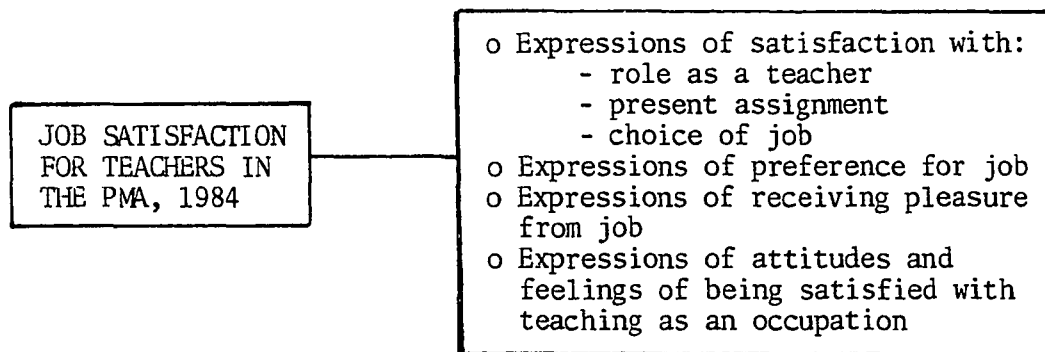 JOB SATISFACTION
FOR TEACHERS IN
THE PMA, 1984
o Expressions of satisfaction with:
- role as a teacher
- present assignment
- choice of job
o Expressions of preference for job
o Expressions of receiving pleasure
from job
o Expressions of attitudes and
feelings of being satisfied with
teaching as an occupation